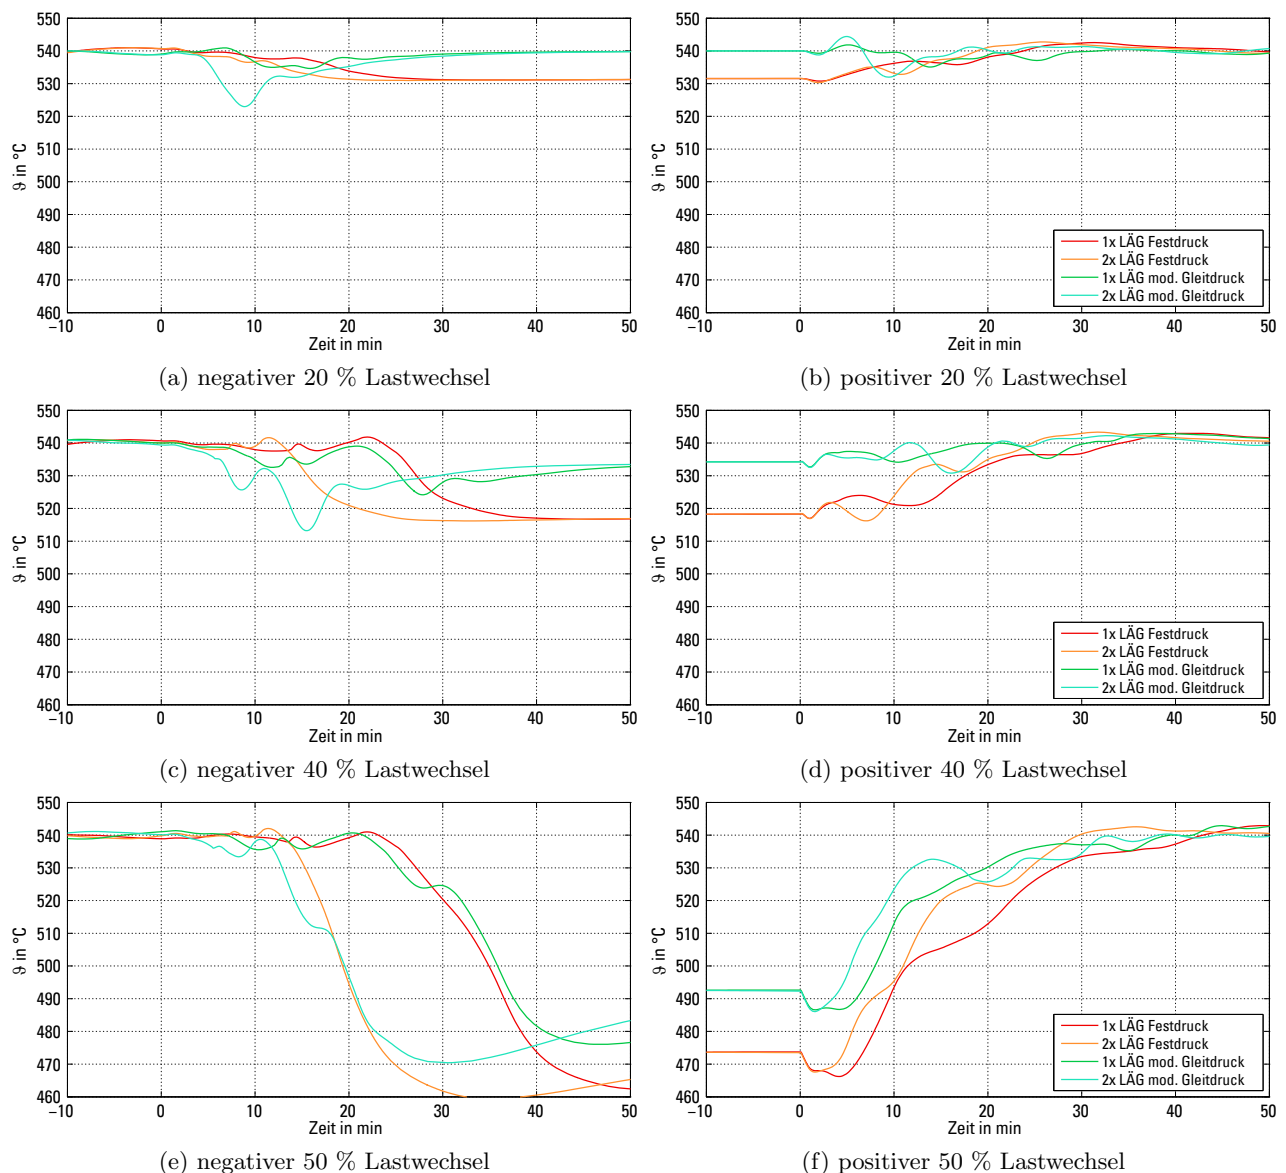 550
540
530
520
510
500
490
480
470
460
ϑ in °C
−10 0 10 20 30 40 50
Zeit in min
(a) negativer 20 % Lastwechsel
550
540
530
520
510
500
490
480
470
460
ϑ in °C
1x LÄG Festdruck
2x LÄG Festdruck
1x LÄG mod. Gleitdruck
2x LÄG mod. Gleitdruck
−10 0 10 20 30 40 50
Zeit in min
(b) positiver 20 % Lastwechsel
550
540
530
520
510
500
490
480
470
460
ϑ in °C
−10 0 10 20 30 40 50
Zeit in min
(c) negativer 40 % Lastwechsel
550
540
530
520
510
500
490
480
470
460
ϑ in °C
1x LÄG Festdruck
2x LÄG Festdruck
1x LÄG mod. Gleitdruck
2x LÄG mod. Gleitdruck
−10 0 10 20 30 40 50
Zeit in min
(d) positiver 40 % Lastwechsel
550
540
530
520
510
500
490
480
470
460
ϑ in °C
−10 0 10 20 30 40 50
Zeit in min
(e) negativer 50 % Lastwechsel
550
540
530
520
510
500
490
480
470
460
ϑ in °C
1x LÄG Festdruck
2x LÄG Festdruck
1x LÄG mod. Gleitdruck
2x LÄG mod. Gleitdruck
−10 0 10 20 30 40 50
Zeit in min
(f) positiver 50 % Lastwechsel